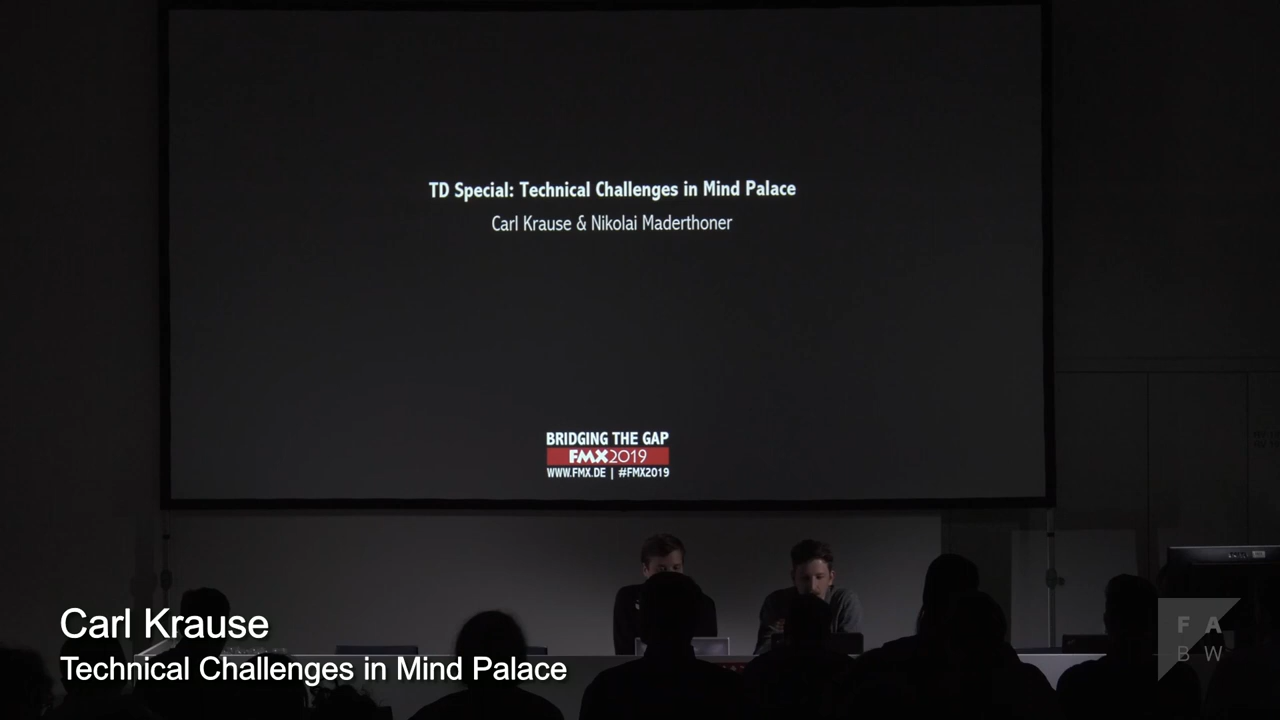 TD Special: Technical Challenges in Mind Palace
Carl Krause & Nikolai Maderthoner
BRIDGING THE GAP
FMX2019
WWW.FMX.DE | #FMX2019
Carl Krause
Technical Challenges in Mind Palace
F A
B W